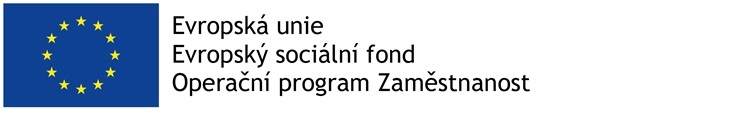 Evropská unie
Evropský sociální fond
Operační program Zaměstnanost